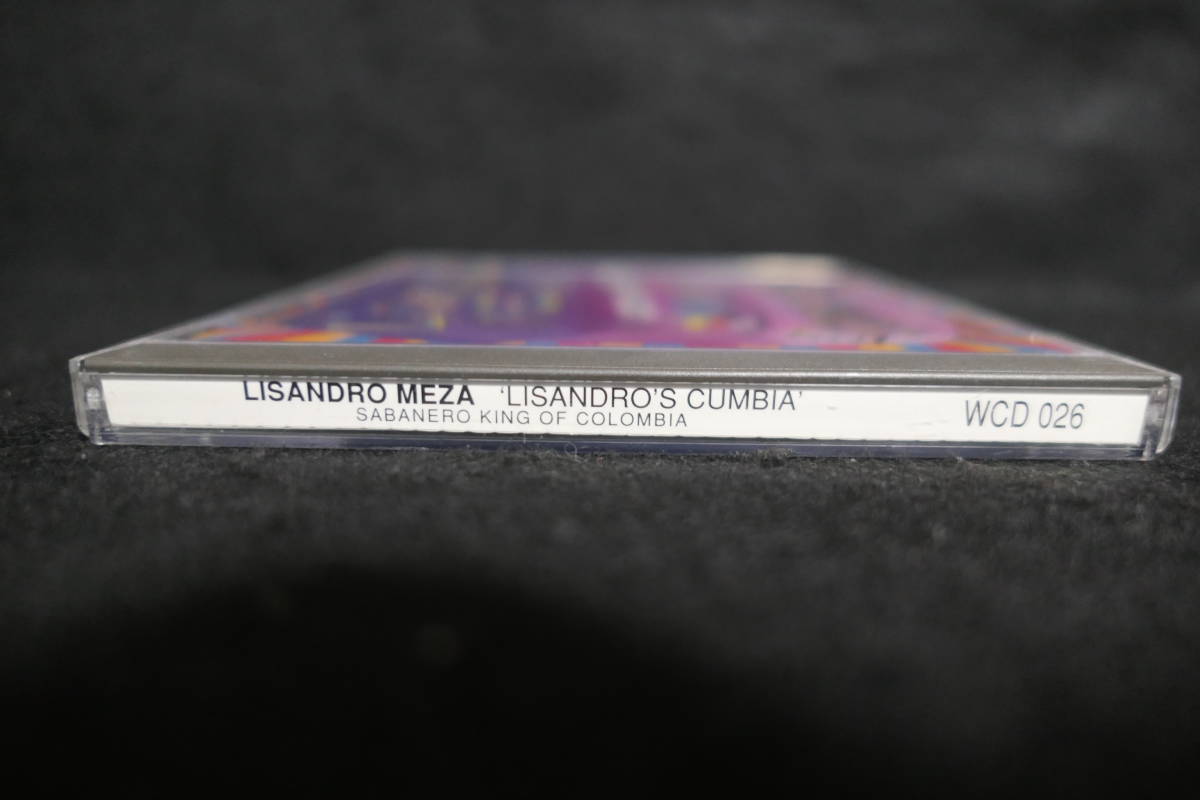 LISANDRO MEZA 'LISANDRO'S CUMBIA'
SABANERO KING OF COLOMBIA
WCD 026